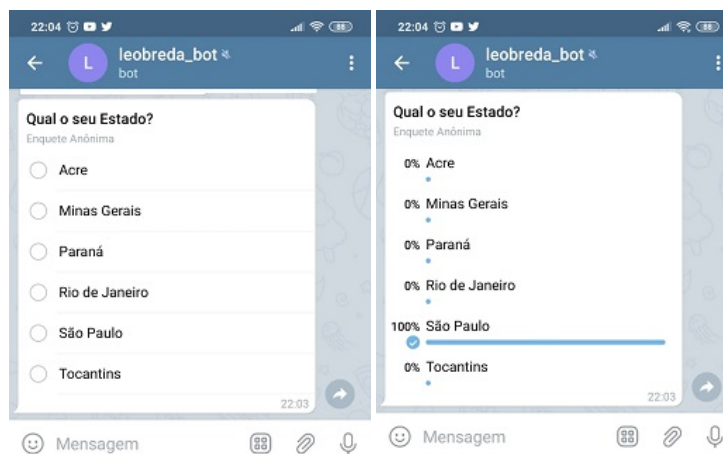 22:04
88
L
leobreda_bot
bot
Qual o seu Estado?
Enquete Anônima
Acre
Minas Gerais
Paraná
Rio de Janeiro
São Paulo
Tocantins
22:03
Mensagem
22:04
88
L
leobreda_bot
bot
Qual o seu Estado?
Enquete Anônima
0% Acre
0% Minas Gerais
0% Paraná
0% Rio de Janeiro
100% São Paulo
0% Tocantins
22:03
Mensagem